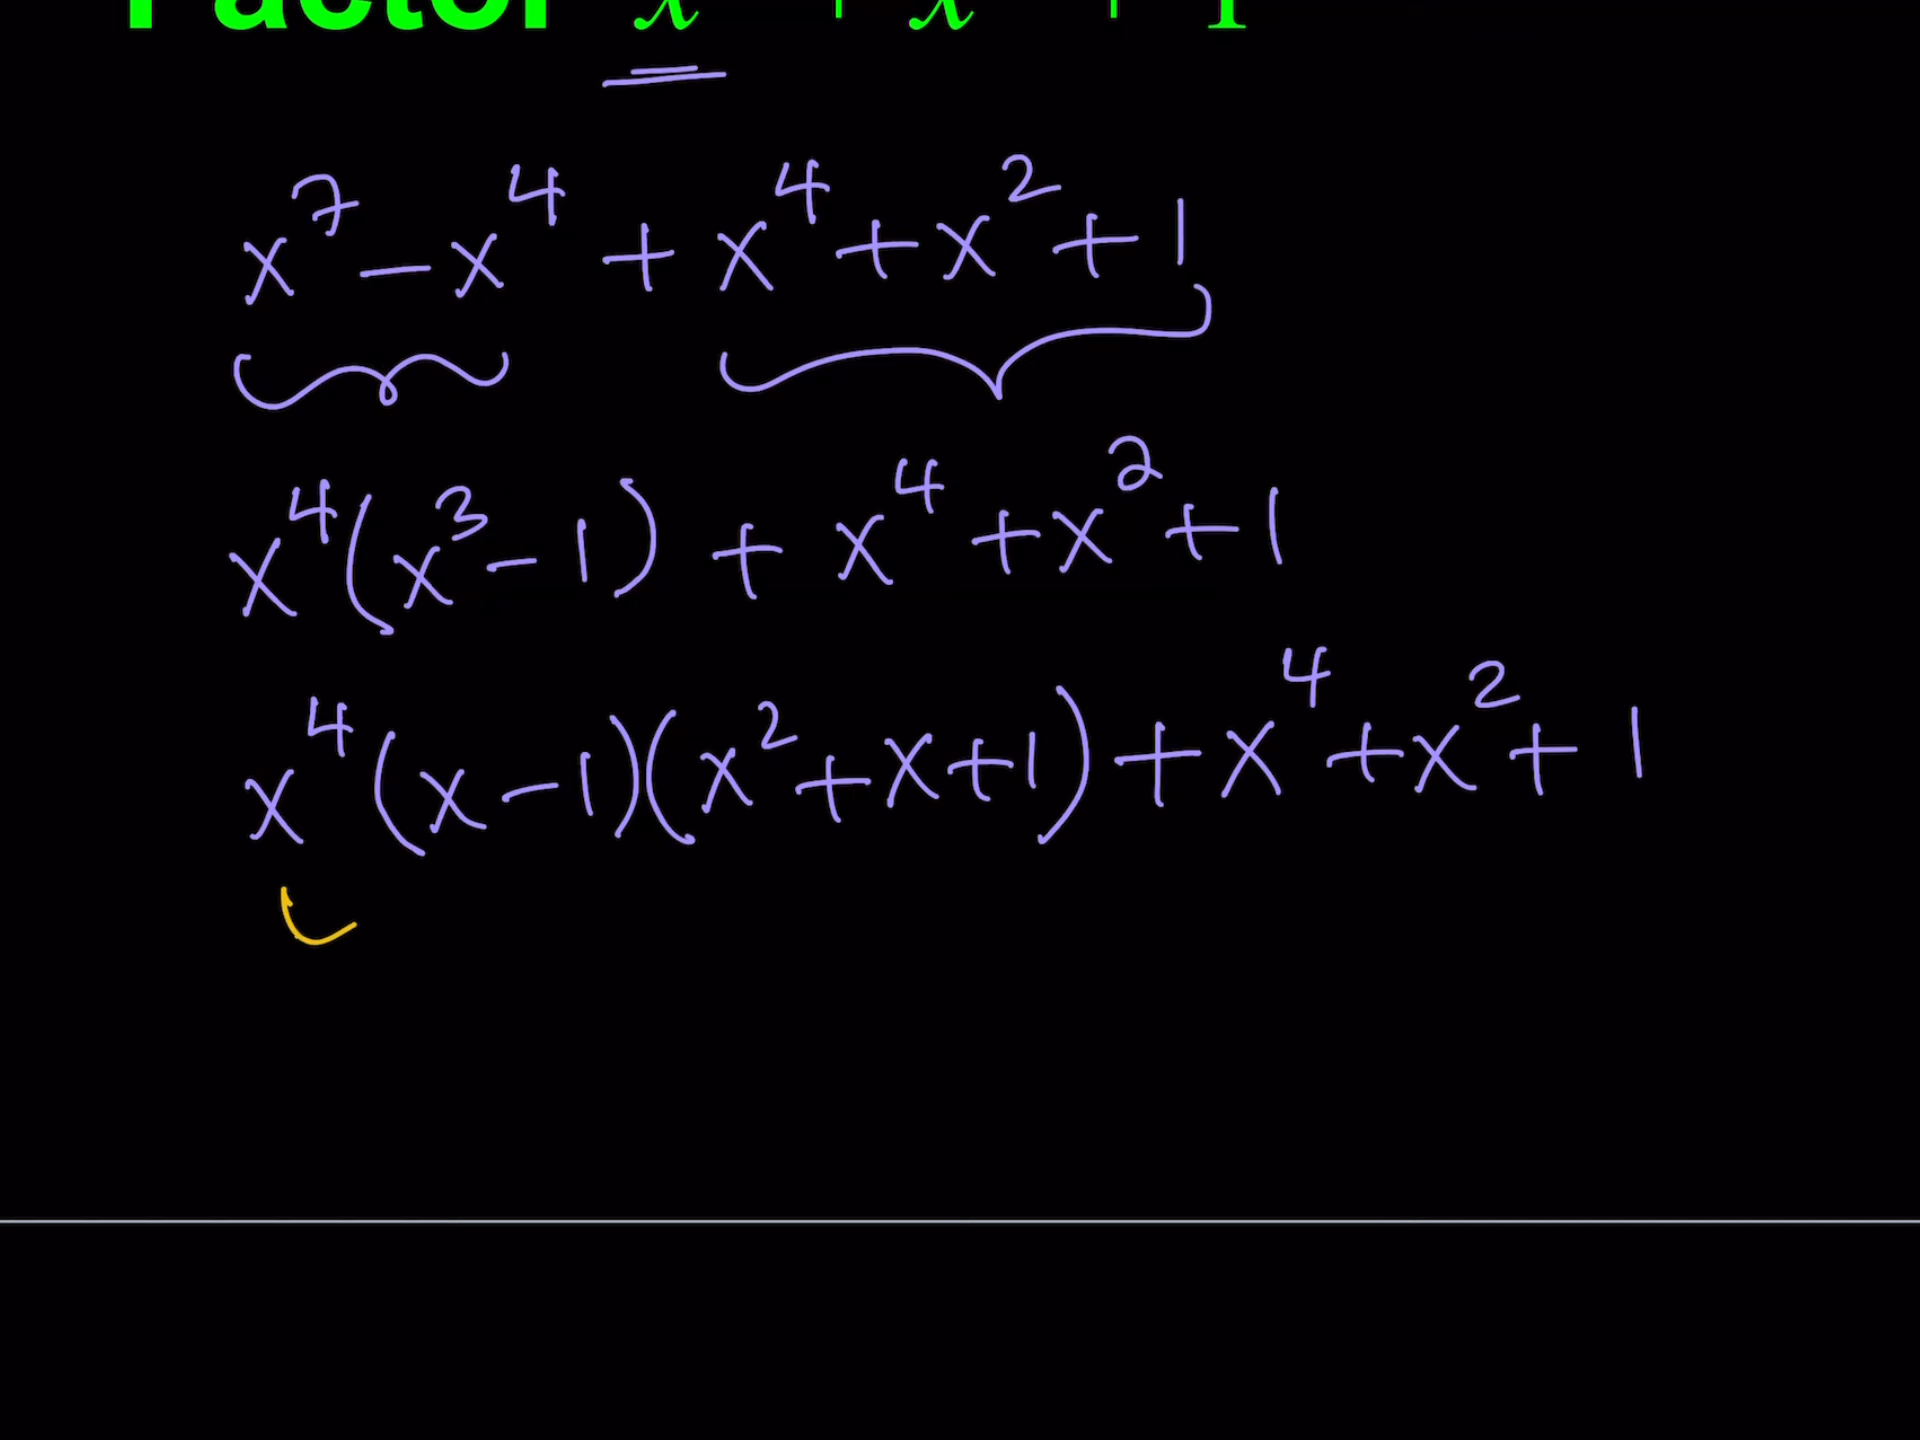 Factor x + x + 1
x⁷ - x⁴ + x⁴ + x² + 1
x⁴(x³ - 1) + x⁴ + x² + 1
x⁴(x - 1)(x² + x + 1) + x⁴ + x² + 1